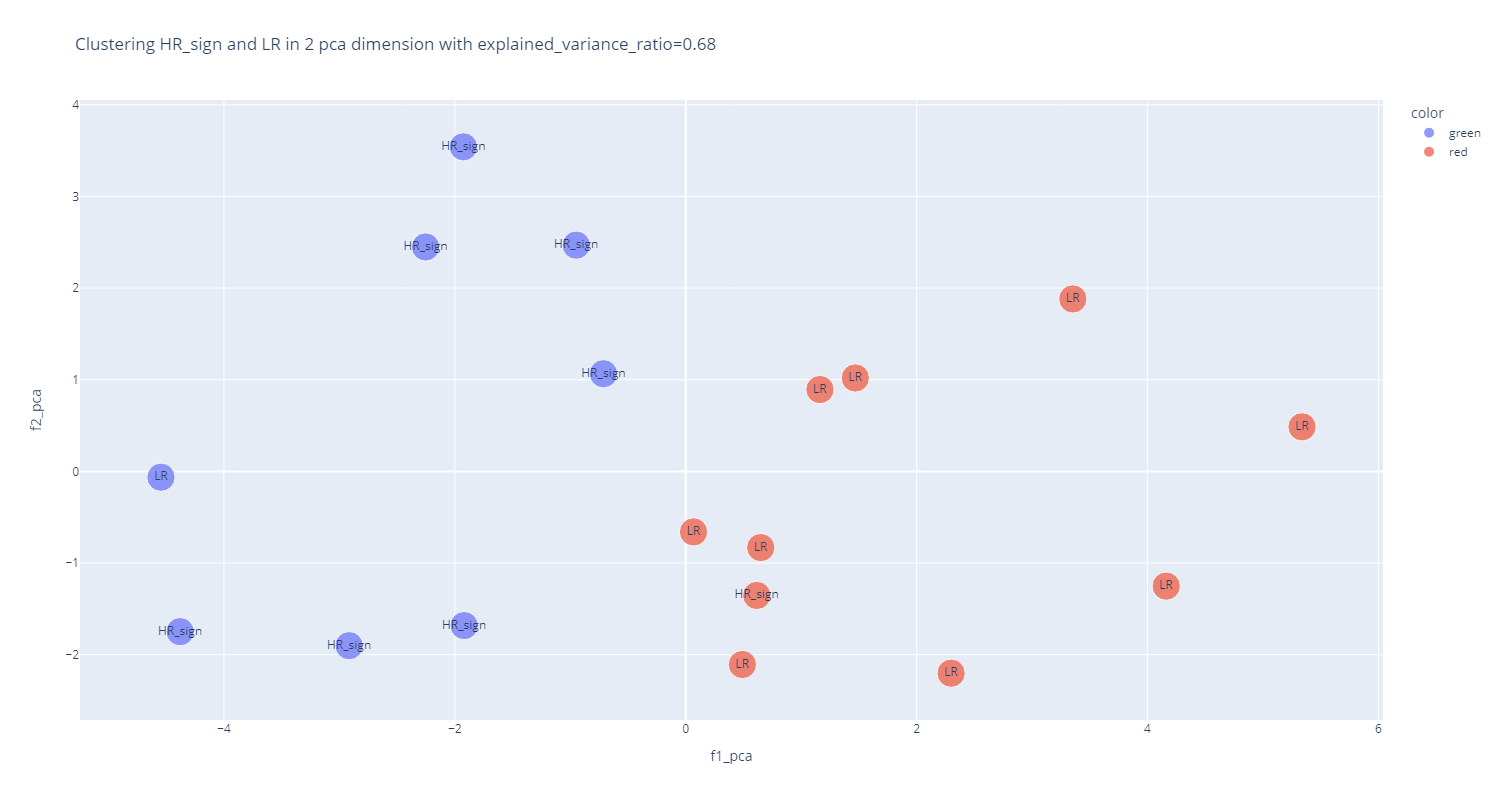 Clustering HR_sign and LR in 2 pca dimension with explained_variance_ratio=0.68
color
green
red
4
3
2
1
0
−1
−2
f2_pca
HR_sign
HR_sign
HR_sign
LR
HR_sign
LR
LR
LR
LR
LR
LR
LR
HR_sign
HR_sign
HR_sign
HR_sign
LR
LR
−4
−2
0
2
4
6
f1_pca